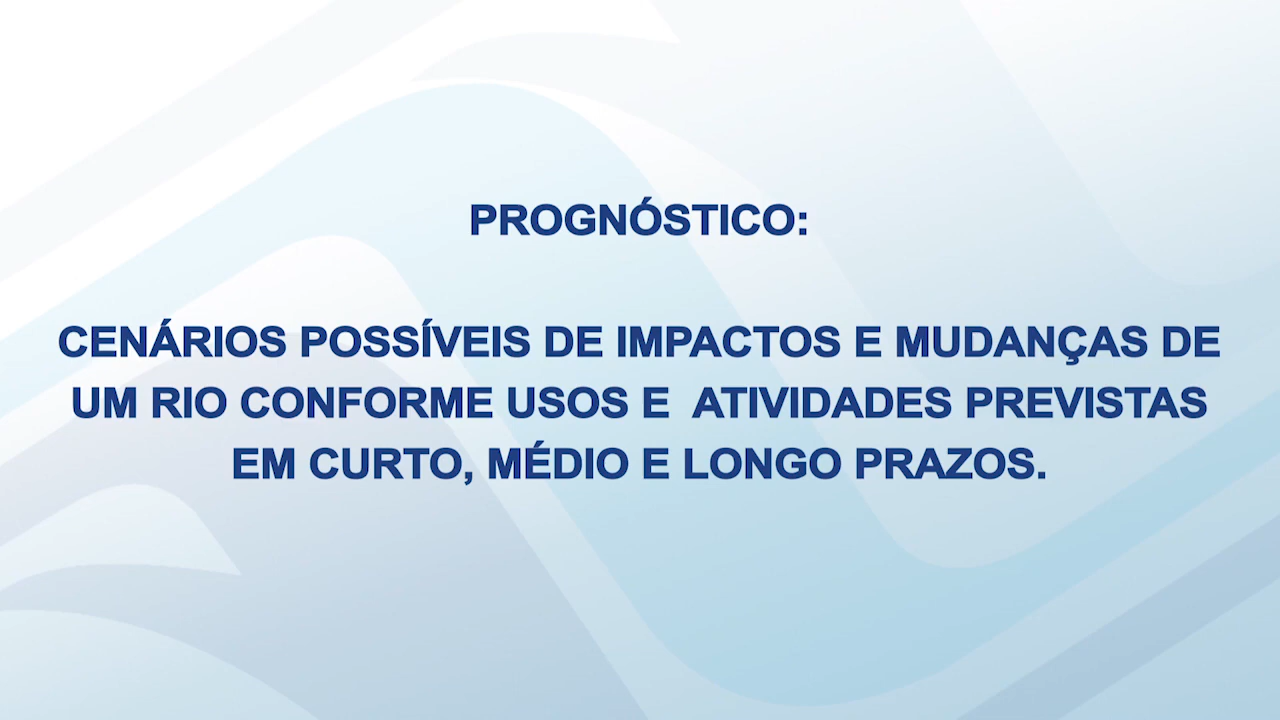 PROGNÓSTICO:
CENÁRIOS POSSÍVEIS DE IMPACTOS E MUDANÇAS DE
UM RIO CONFORME USOS E  ATIVIDADES PREVISTAS
EM CURTO, MÉDIO E LONGO PRAZOS.